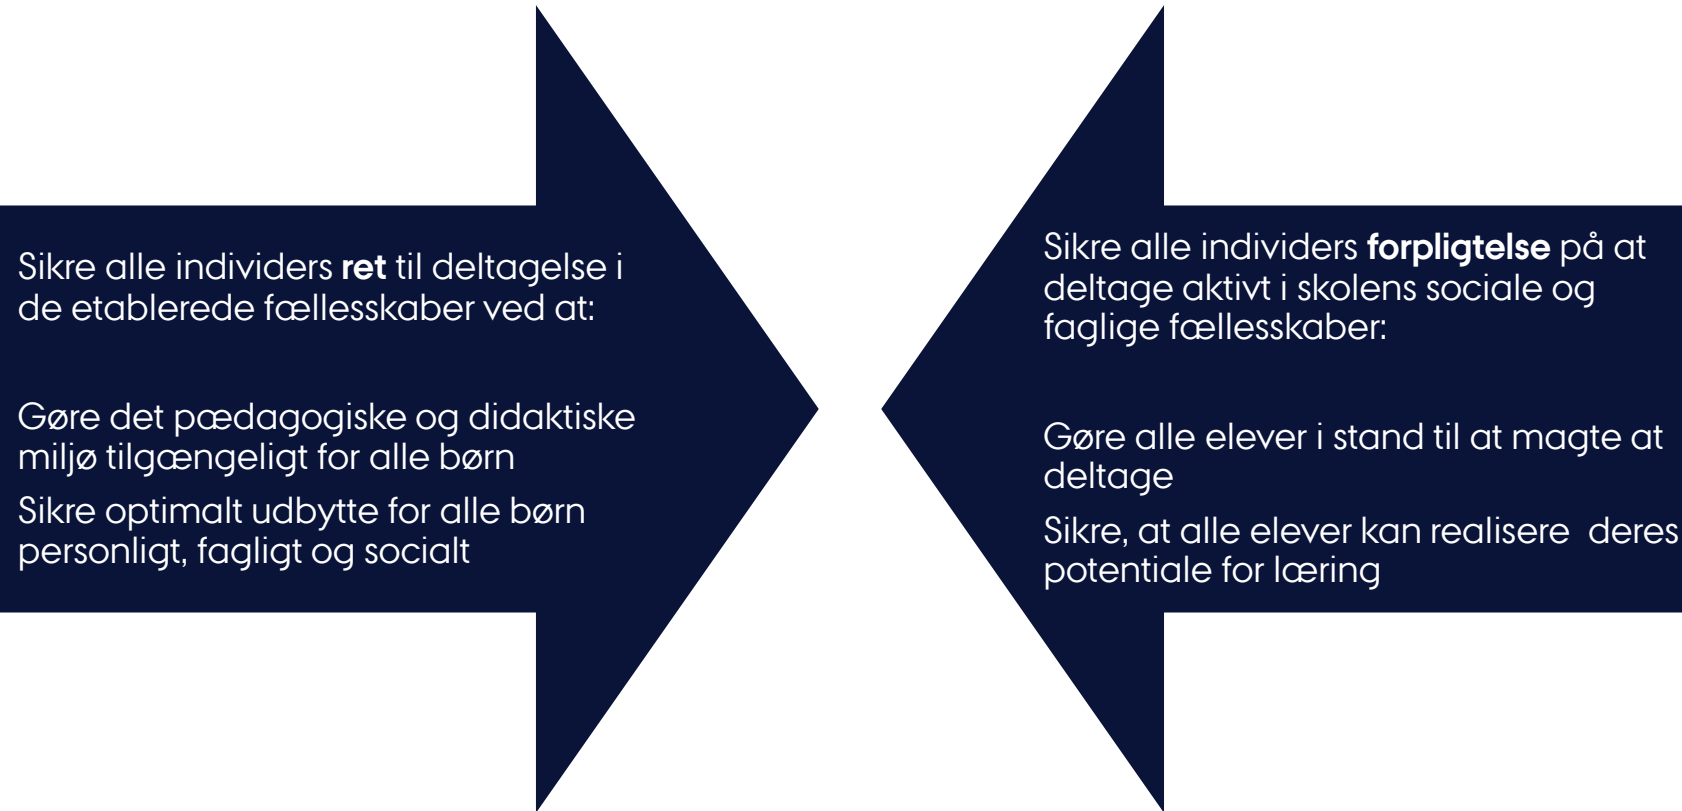 Sikre alle individers ret til deltagelse i
de etablerede fællesskaber ved at:
Gøre det pædagogiske og didaktiske
miljø tilgængeligt for alle børn
Sikre optimalt udbytte for alle børn
personligt, fagligt og socialt
Sikre alle individers forpligtelse på at
deltage aktivt i skolens sociale og
faglige fællesskaber:
Gøre alle elever i stand til at magte at
deltage
Sikre, at alle elever kan realisere  deres
potentiale for læring